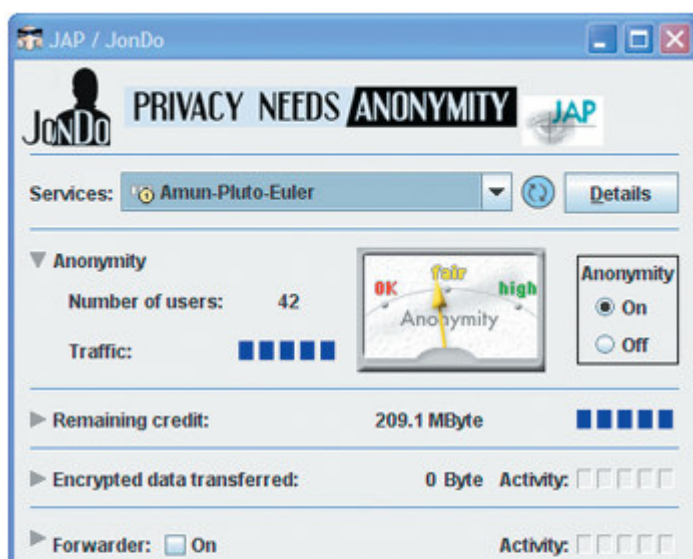 JAP / JonDo
JONDO
PRIVACY NEEDS ANONYMITY
JAP
Services: Amun-Pluto-Euler
Details
Anonymity
Number of users: 42
Traffic:
OK fair high
Anonymity
Anonymity
On
Off
Remaining credit: 209.1 MByte
Encrypted data transferred: 0 Byte Activity:
Forwarder: On Activity: